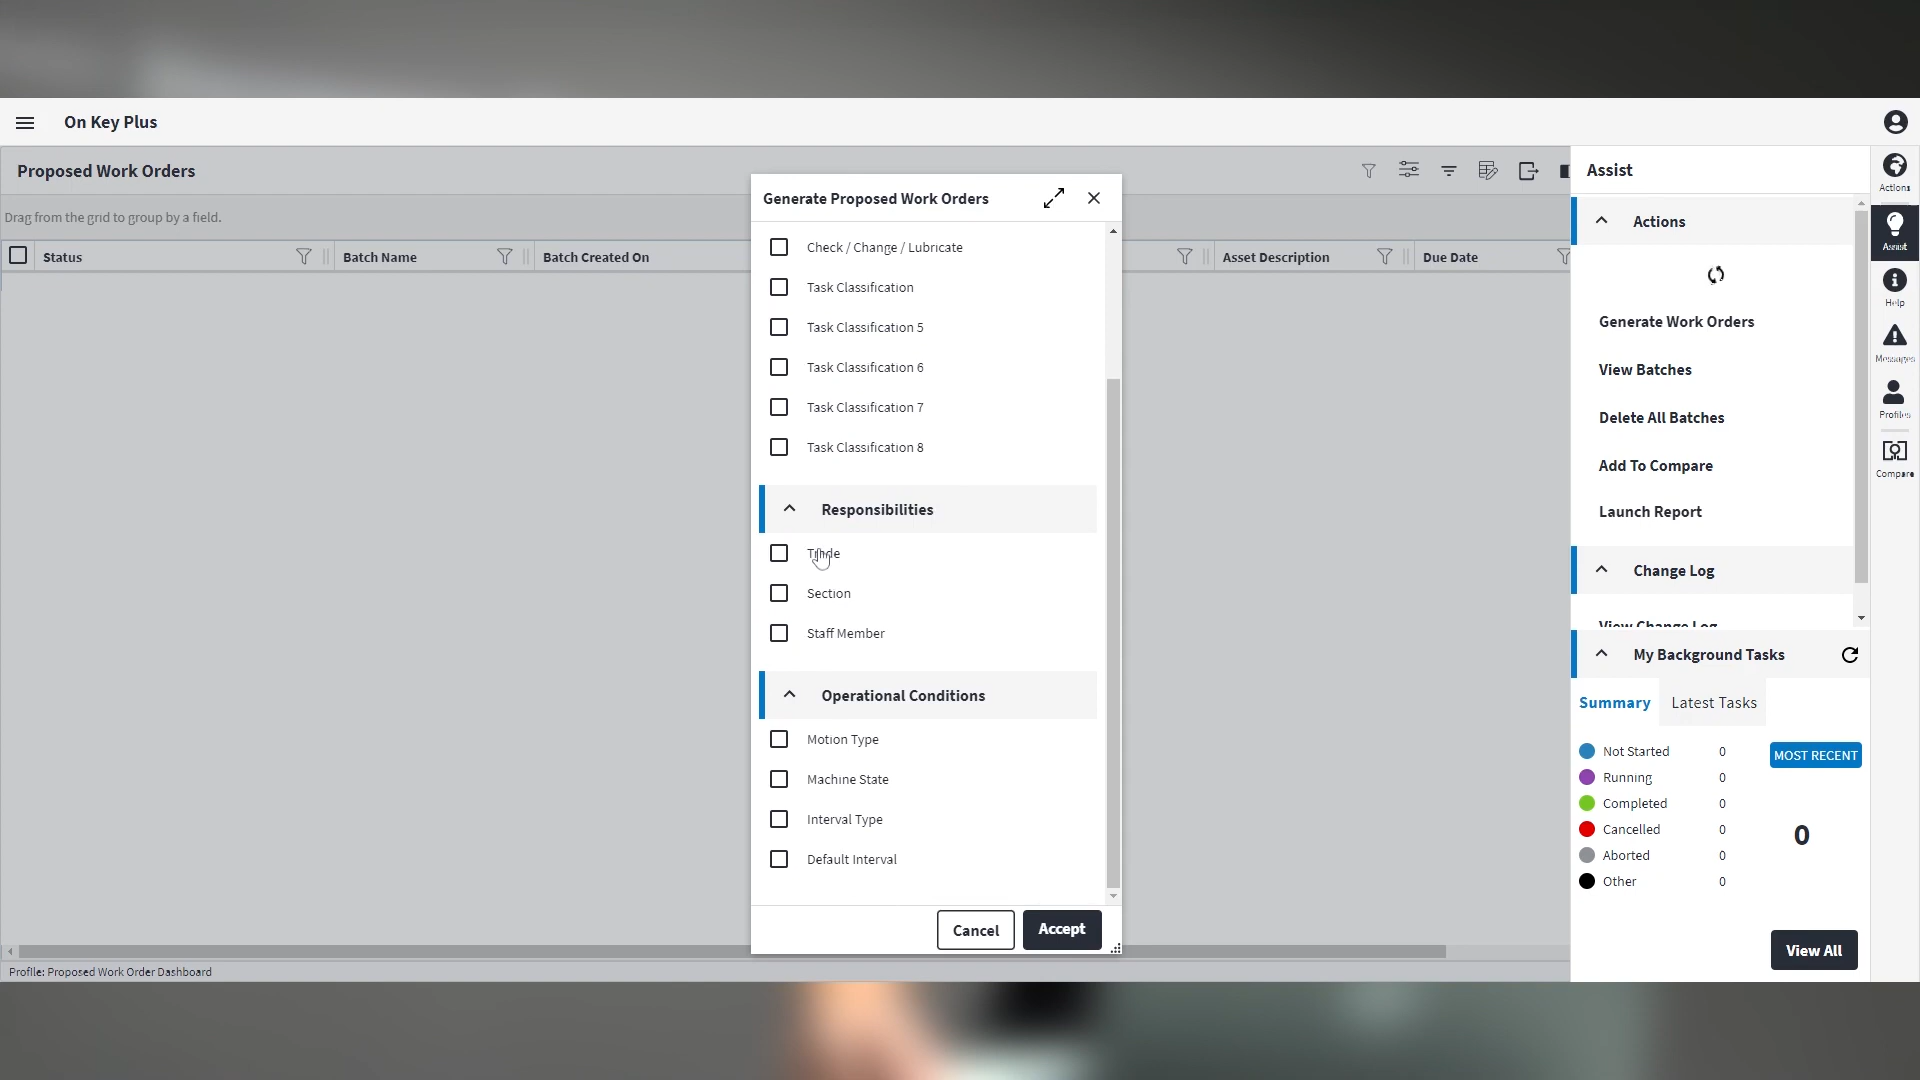 On Key Plus
Proposed Work Orders
Drag from the grid to group by a field.
Status
Batch Name
Batch Created On
Asset Description
Due Date
Generate Proposed Work Orders
Check / Change / Lubricate
Task Classification
Task Classification 5
Task Classification 6
Task Classification 7
Task Classification 8
Responsibilities
Trade
Section
Staff Member
Operational Conditions
Motion Type
Machine State
Interval Type
Default Interval
Cancel
Accept
Profile: Proposed Work Order Dashboard
Assist
Actions
Generate Work Orders
View Batches
Delete All Batches
Add To Compare
Launch Report
Change Log
View Change Log
My Background Tasks
Summary
Latest Tasks
Not Started 0
Running 0
Completed 0
Cancelled 0
Aborted 0
Other 0
MOST RECENT
0
View All
Actions
Assist
Help
Messages
Profiles
Compare